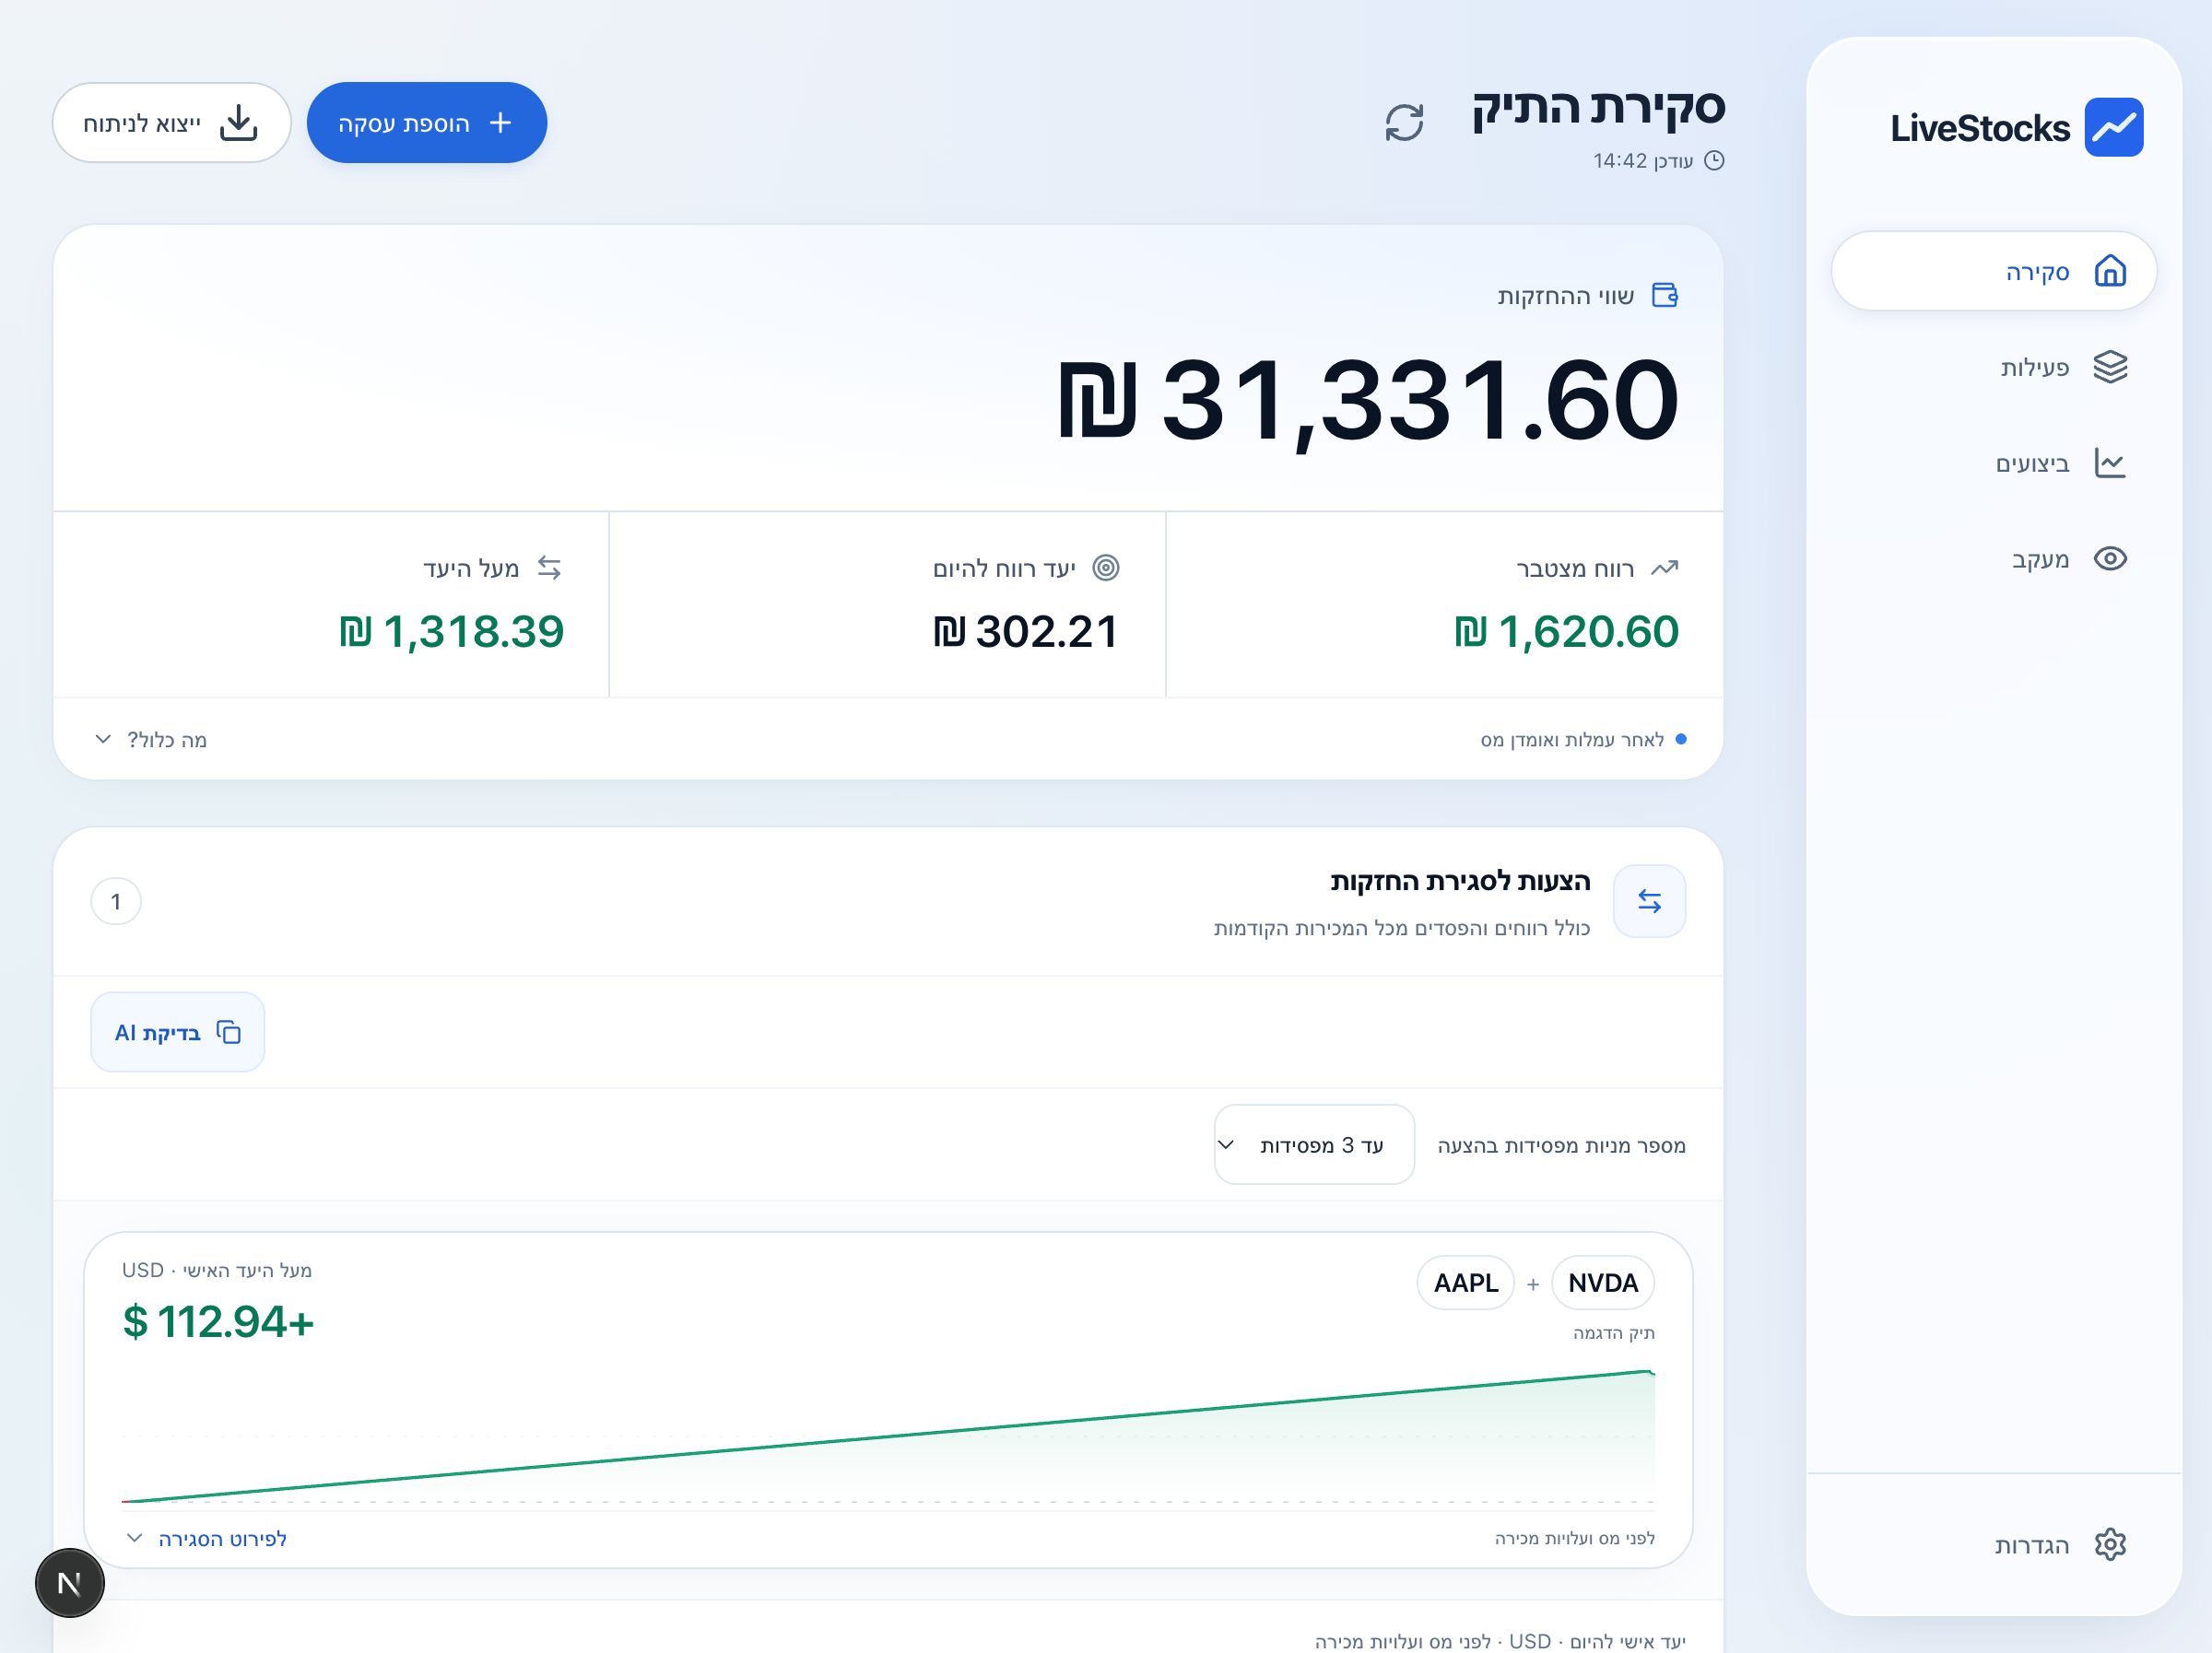 LiveStocks
סקירה
פעילות
ביצועים
מעקב
הגדרות
סקירת התיק
עודכן 14:42
הוספת עסקה
ייצוא לניתוח
שווי ההחזקות
31,331.60 ₪
רווח מצטבר
1,620.60 ₪
יעד רווח להיום
302.21 ₪
מעל היעד
1,318.39 ₪
לאחר עמלות ואומדן מס
מה כלול?
הצעות לסגירת החזקות
כולל רווחים והפסדים מכל המכירות הקודמות
1
בדיקת AI
מספר מניות מפסידות בהצעה
עד 3 מפסידות
NVDA + AAPL
תיק הדגמה
מעל היעד האישי · USD
+112.94 $
לפני מס ועלויות מכירה
לפירוט הסגירה
יעד אישי להיום · USD · לפני מס ועלויות מכירה
N